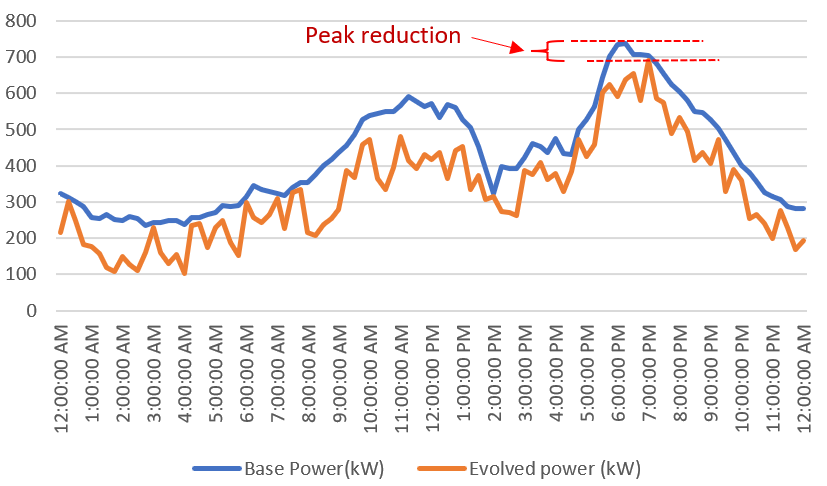 800
700
600
500
400
300
200
100
0
Peak reduction
12:00:00 AM
1:00:00 AM
2:00:00 AM
3:00:00 AM
4:00:00 AM
5:00:00 AM
6:00:00 AM
7:00:00 AM
8:00:00 AM
9:00:00 AM
10:00:00 AM
11:00:00 AM
12:00:00 PM
1:00:00 PM
2:00:00 PM
3:00:00 PM
4:00:00 PM
5:00:00 PM
6:00:00 PM
7:00:00 PM
8:00:00 PM
9:00:00 PM
10:00:00 PM
11:00:00 PM
12:00:00 AM
Base Power(kW)
Evolved power (kW)